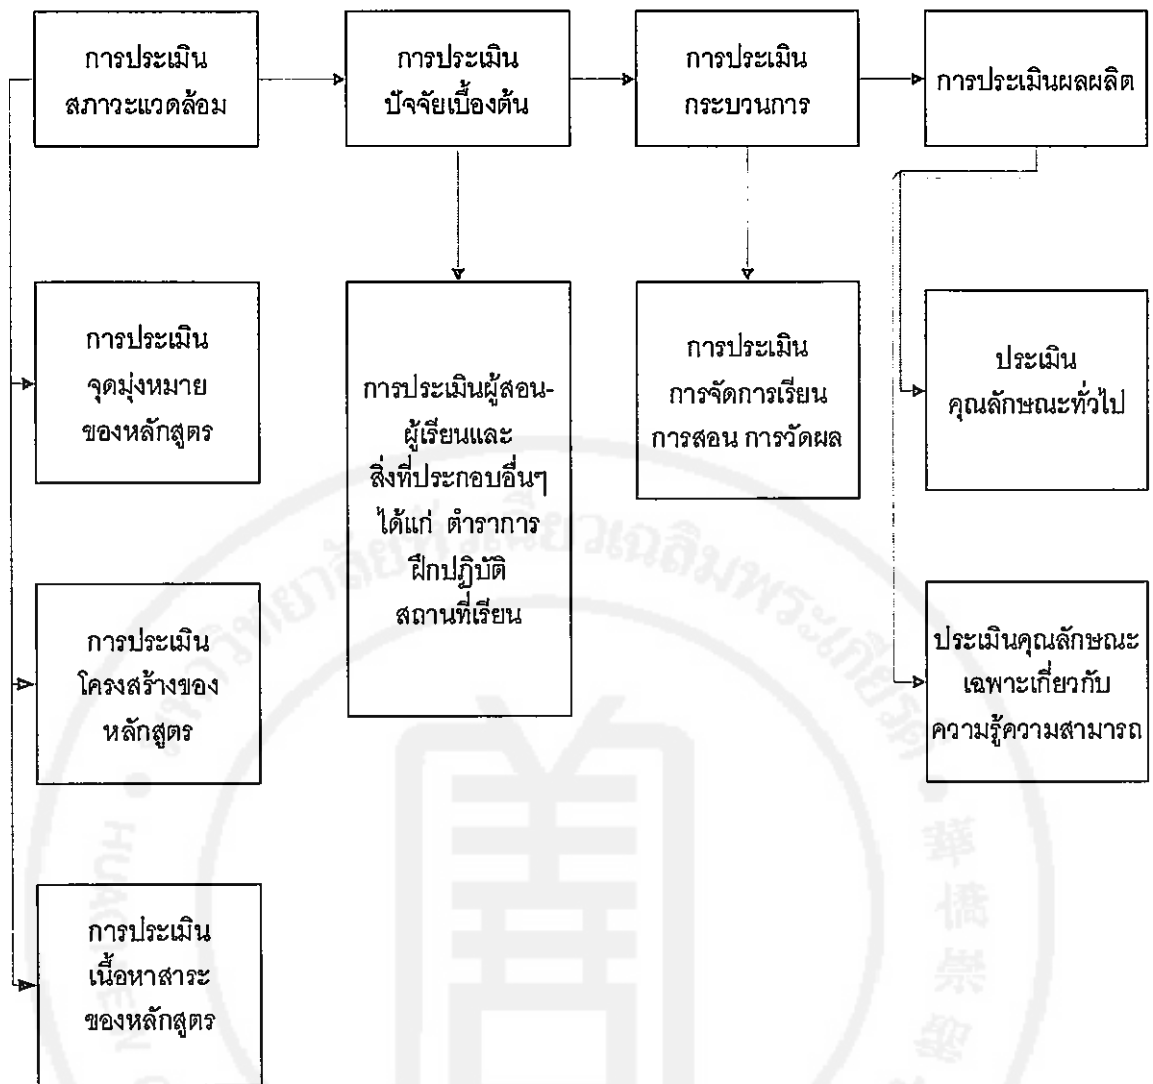 การประเมิน
สภาวะแวดล้อม
การประเมิน
ปัจจัยเบื้องต้น
การประเมิน
กระบวนการ
การประเมินผลผลิต
การประเมิน
จุดมุ่งหมาย
ของหลักสูตร
การประเมินผู้สอน-
ผู้เรียนและ
สิ่งที่ประกอบอื่นๆ
ได้แก่ ตำราการ
ฝึกปฏิบัติ
สถานที่เรียน
การประเมิน
การจัดการเรียน
การสอน การวัดผล
ประเมิน
คุณลักษณะทั่วไป
การประเมิน
โครงสร้างของ
หลักสูตร
ประเมินคุณลักษณะ
เฉพาะเกี่ยวกับ
ความรู้ความสามารถ
การประเมิน
เนื้อหาสาระ
ของหลักสูตร
華僑崇聖